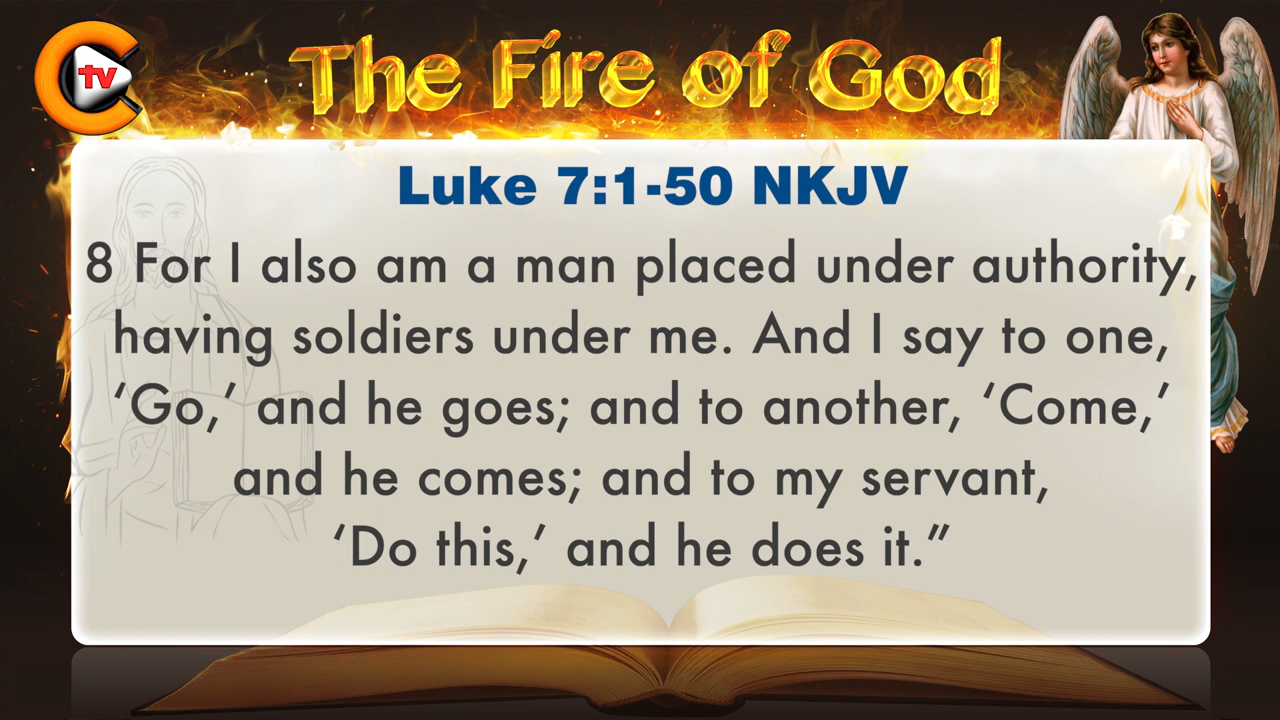 tv
The Fire of God
Luke 7:1-50 NKJV
8 For I also am a man placed under authority,
having soldiers under me. And I say to one,
‘Go,’ and he goes; and to another, ‘Come,’
and he comes; and to my servant,
‘Do this,’ and he does it.”